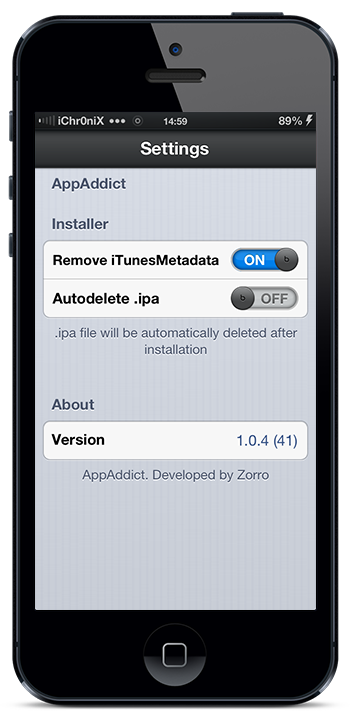 iChr0niX 14:59 89%
Settings
AppAddict
Installer
Remove iTunesMetadata ON
Autodelete .ipa OFF
.ipa file will be automatically deleted after
installation
About
Version 1.0.4 (41)
AppAddict. Developed by Zorro